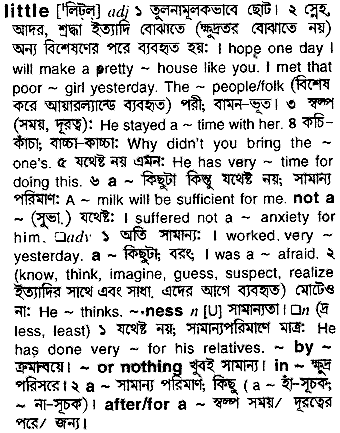 little [ˈলিট্‌ল্] adj ১ তুলনামূলকভাবে ছোট। ২ স্নেহ,
আদর, শ্রদ্ধা ইত্যাদি বোঝাতে (ক্ষুদ্রতর বোঝাতে নয়)
অন্য বিশেষণের পরে ব্যবহৃত হয়: I hope one day I
will make a pretty ~ house like you. I met that
poor ~ girl yesterday. The ~ people/folk (বিশেষ
করে আয়ারল্যান্ডে ব্যবহৃত) পরী, বামন-ভূত। ৩ স্বল্প
(সময়, দূরত্ব): He stayed a ~ time with her. ৪ কচি-
কাঁচা, বাচ্চা-কাচ্চা: Why didn't you bring the ~
one's. ৫ যথেষ্ট নয় এমন: He has very ~ time for
doing this. ৬ a ~ কিছুটা কিন্তু যথেষ্ট নয়; সামান্য
পরিমাণ: A ~ milk will be sufficient for me. not a
~ (সুভা.) যথেষ্ট: I suffered not a ~ anxiety for
him. □adv ১ অতি সামান্য: I worked. very ~
yesterday. a ~ কিছুটা; বরং: I was a ~ afraid. ২
(know, think, imagine, guess, suspect, realize
ইত্যাদির সাথে এবং সাধা. এদের আগে ব্যবহৃত) মোটেও
না: He ~ thinks. ~·ness n [U] সামান্যতা। □n (দ্র
less, least) ১ যথেষ্ট নয়; সামান্যপরিমাণে মাত্র: He
has done very ~ for his relatives. ~ by ~
ক্রমান্বয়ে। ~ or nothing খুবই সামান্য। in ~ ক্ষুদ্র
পরিসরে। ২ a ~ সামান্য পরিমাণ; কিছু (a ~ হাঁ-সূচক;
~ না-সূচক)। after/for a ~ স্বল্প সময়/ দূরত্বের
পরে/ জন্য।